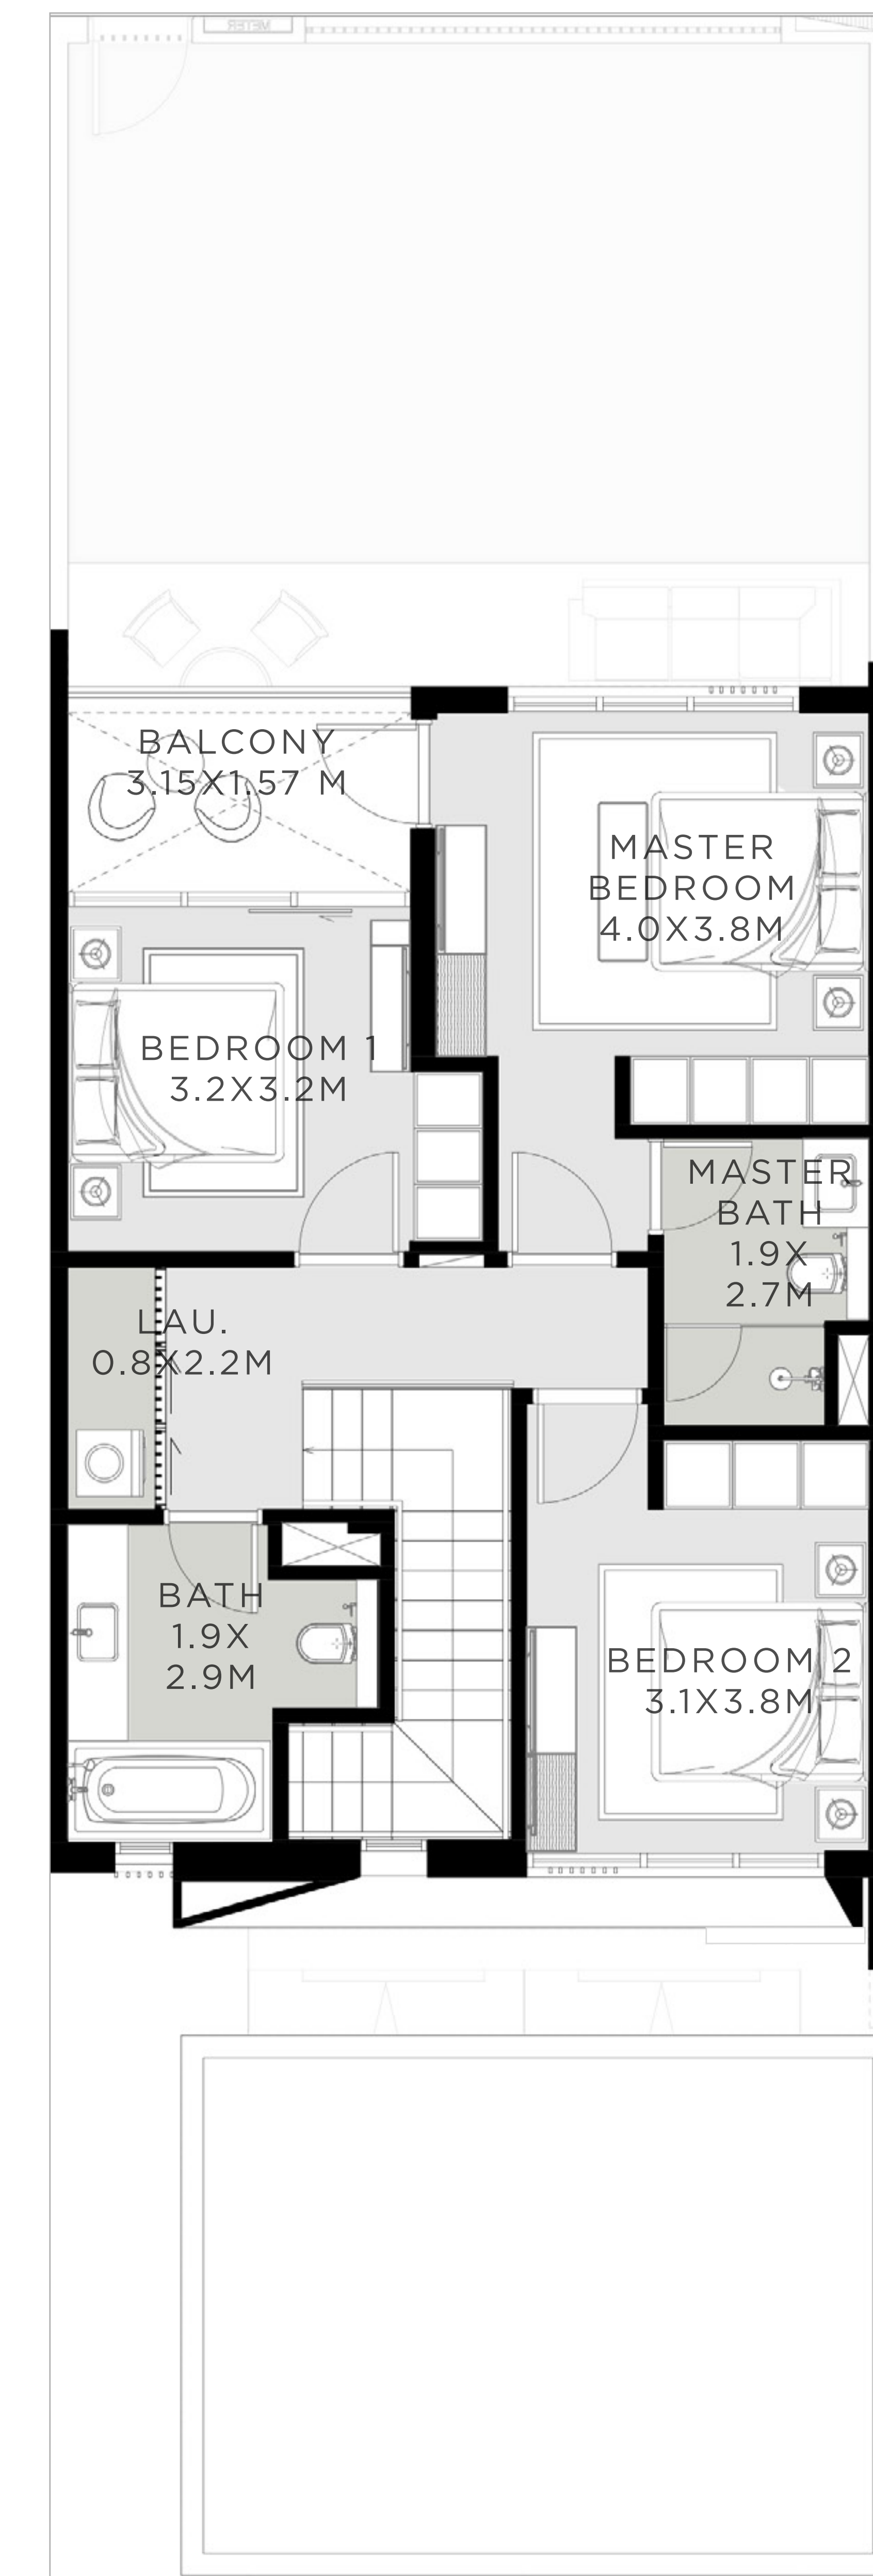 METER
BALCONY
3.15X1.57 M
MASTER
BEDROOM
4.0X3.8M
BEDROOM 1
3.2X3.2M
MASTER
BATH
1.9X
2.7M
LAU.
0.8X2.2M
BATH
1.9X
2.9M
BEDROOM 2
3.1X3.8M